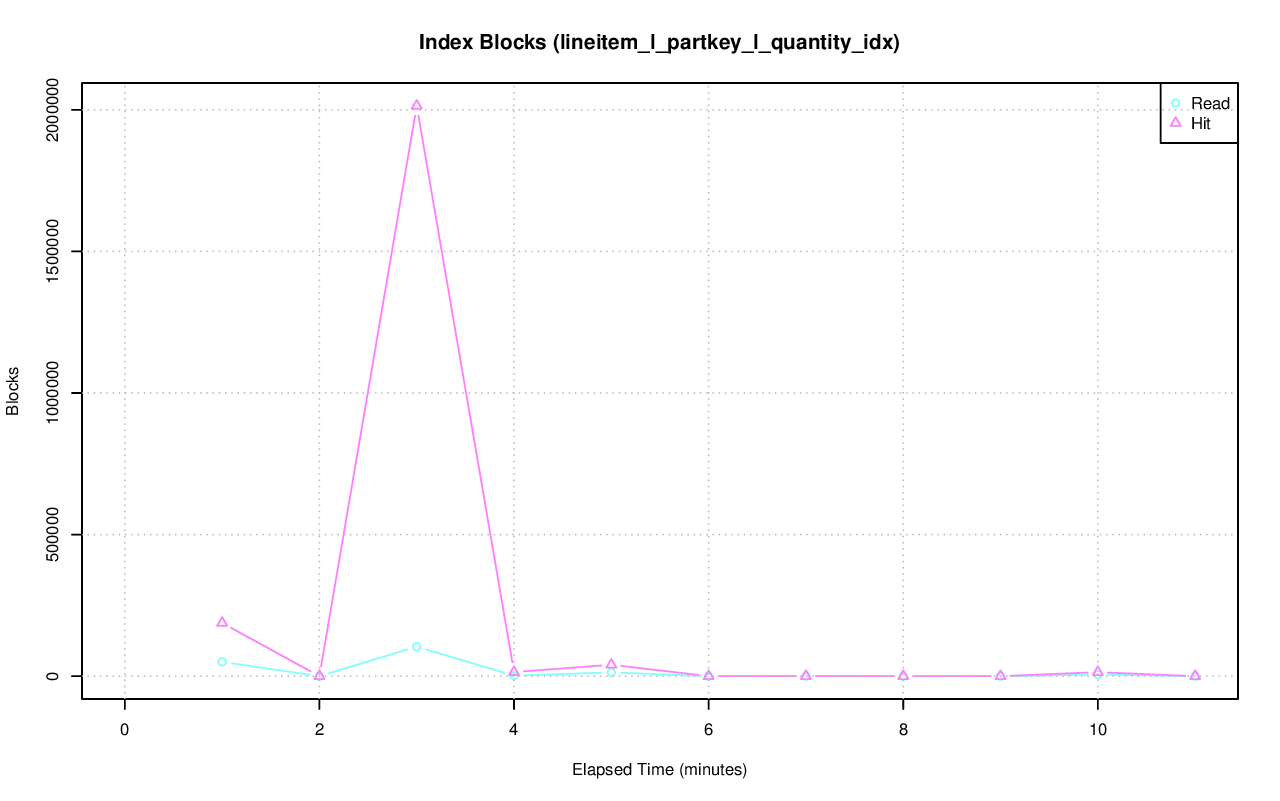 Index Blocks (lineitem_l_partkey_l_quantity_idx)
Read
Hit
Blocks
2000000
1500000
1000000
500000
0
0 2 4 6 8 10
Elapsed Time (minutes)